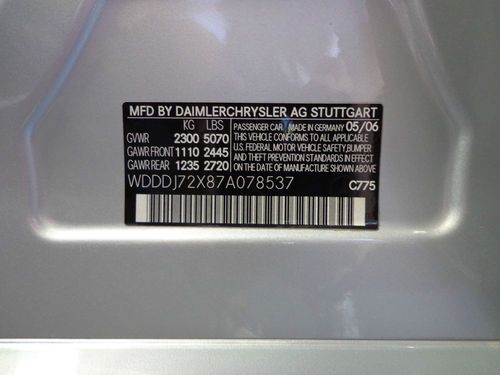 MFD BY DAIMLERCHRYSLER AG STUTTGART
KG LBS
GVWR 2300 5070
GAWR FRONT 1110 2445
GAWR REAR 1235 2720
PASSENGER CAR / MADE IN GERMANY 05/06
THIS VEHICLE CONFORMS TO ALL APPLICABLE
U.S. FEDERAL MOTOR VEHICLE SAFETY, BUMPER
AND THEFT PREVENTION STANDARDS IN EFFECT
ON THE DATE OF MANUFACTURE SHOWN ABOVE.
WDDDJ72X87A078537 C775